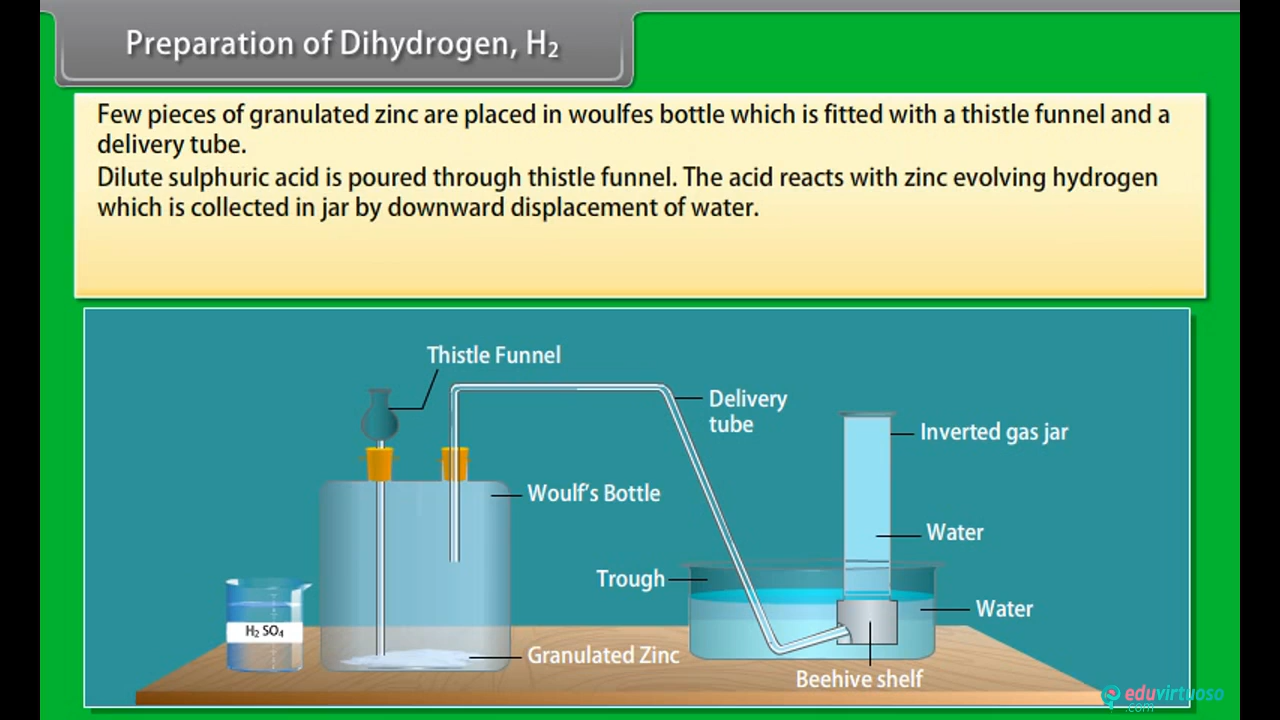 Preparation of Dihydrogen, H₂
Few pieces of granulated zinc are placed in woulfes bottle which is fitted with a thistle funnel and a
delivery tube.
Dilute sulphuric acid is poured through thistle funnel. The acid reacts with zinc evolving hydrogen
which is collected in jar by downward displacement of water.
Thistle Funnel
Delivery
tube
Inverted gas jar
Woulf's Bottle
Water
Trough
Water
H₂ SO₄
Granulated Zinc
Beehive shelf
eduvirtuoso
.com